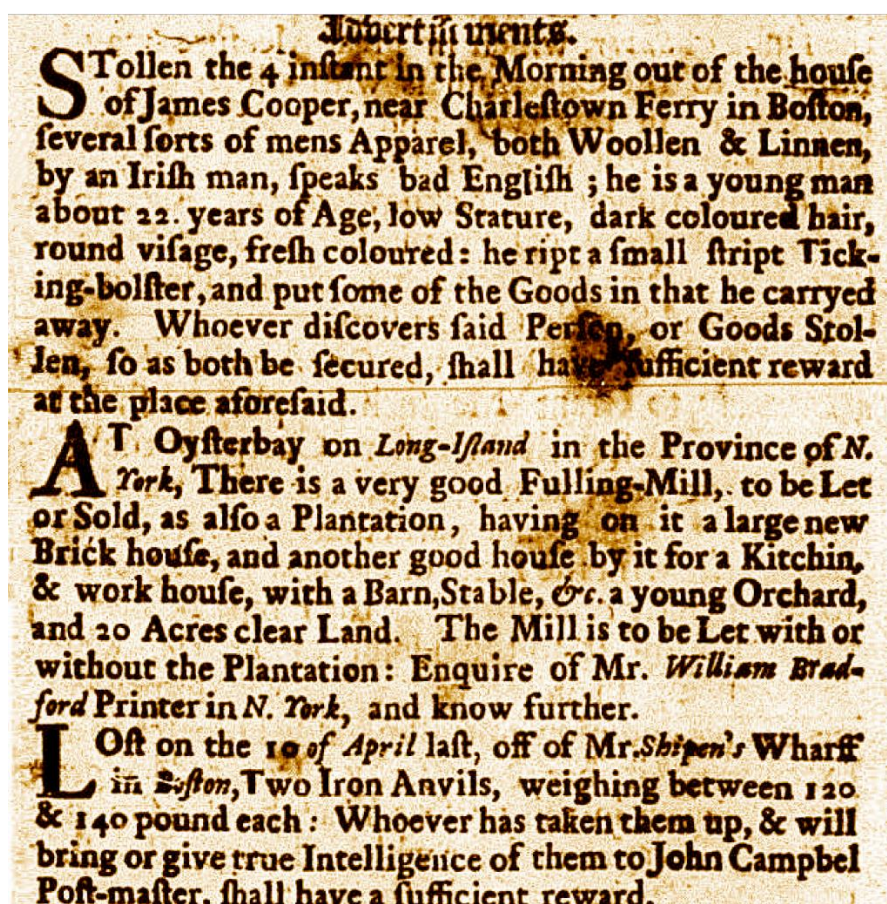 Advertisments.
STollen the 4 inſtant in the Morning out of the houſe
of James Cooper, near Charleſtown Ferry in Boſton,
ſeveral ſorts of mens Apparel, both Woollen & Linnen,
by an Iriſh man, ſpeaks bad Engliſh ; he is a young man
about 22. years of Age, low Stature, dark coloured hair,
round viſage, freſh coloured : he ript a ſmall ſtript Tick-
ing-bolſter, and put ſome of the Goods in that he carryed
away. Whoever diſcovers ſaid Perſon, or Goods Stol-
len, ſo as both be ſecured, ſhall have ſufficient reward
at the place aforeſaid.
AT Oyſterbay on Long-Iſland in the Province of N.
York, There is a very good Fulling-Mill, to be Let
or Sold, as alſo a Plantation, having on it a large new
Brick houſe, and another good houſe by it for a Kitchin,
& work houſe, with a Barn, Stable, &c. a young Orchard,
and 20 Acres clear Land. The Mill is to be Let with or
without the Plantation : Enquire of Mr. William Brad-
ford Printer in N. York, and know further.
LOſt on the 10 of April laſt, off of Mr. Shipen's Wharff
in Boſton, Two Iron Anvils, weighing between 120
& 140 pound each : Whoever has taken them up, & will
bring or give true Intelligence of them to John Campbel
Poſt-maſter, ſhall have a ſufficient reward.